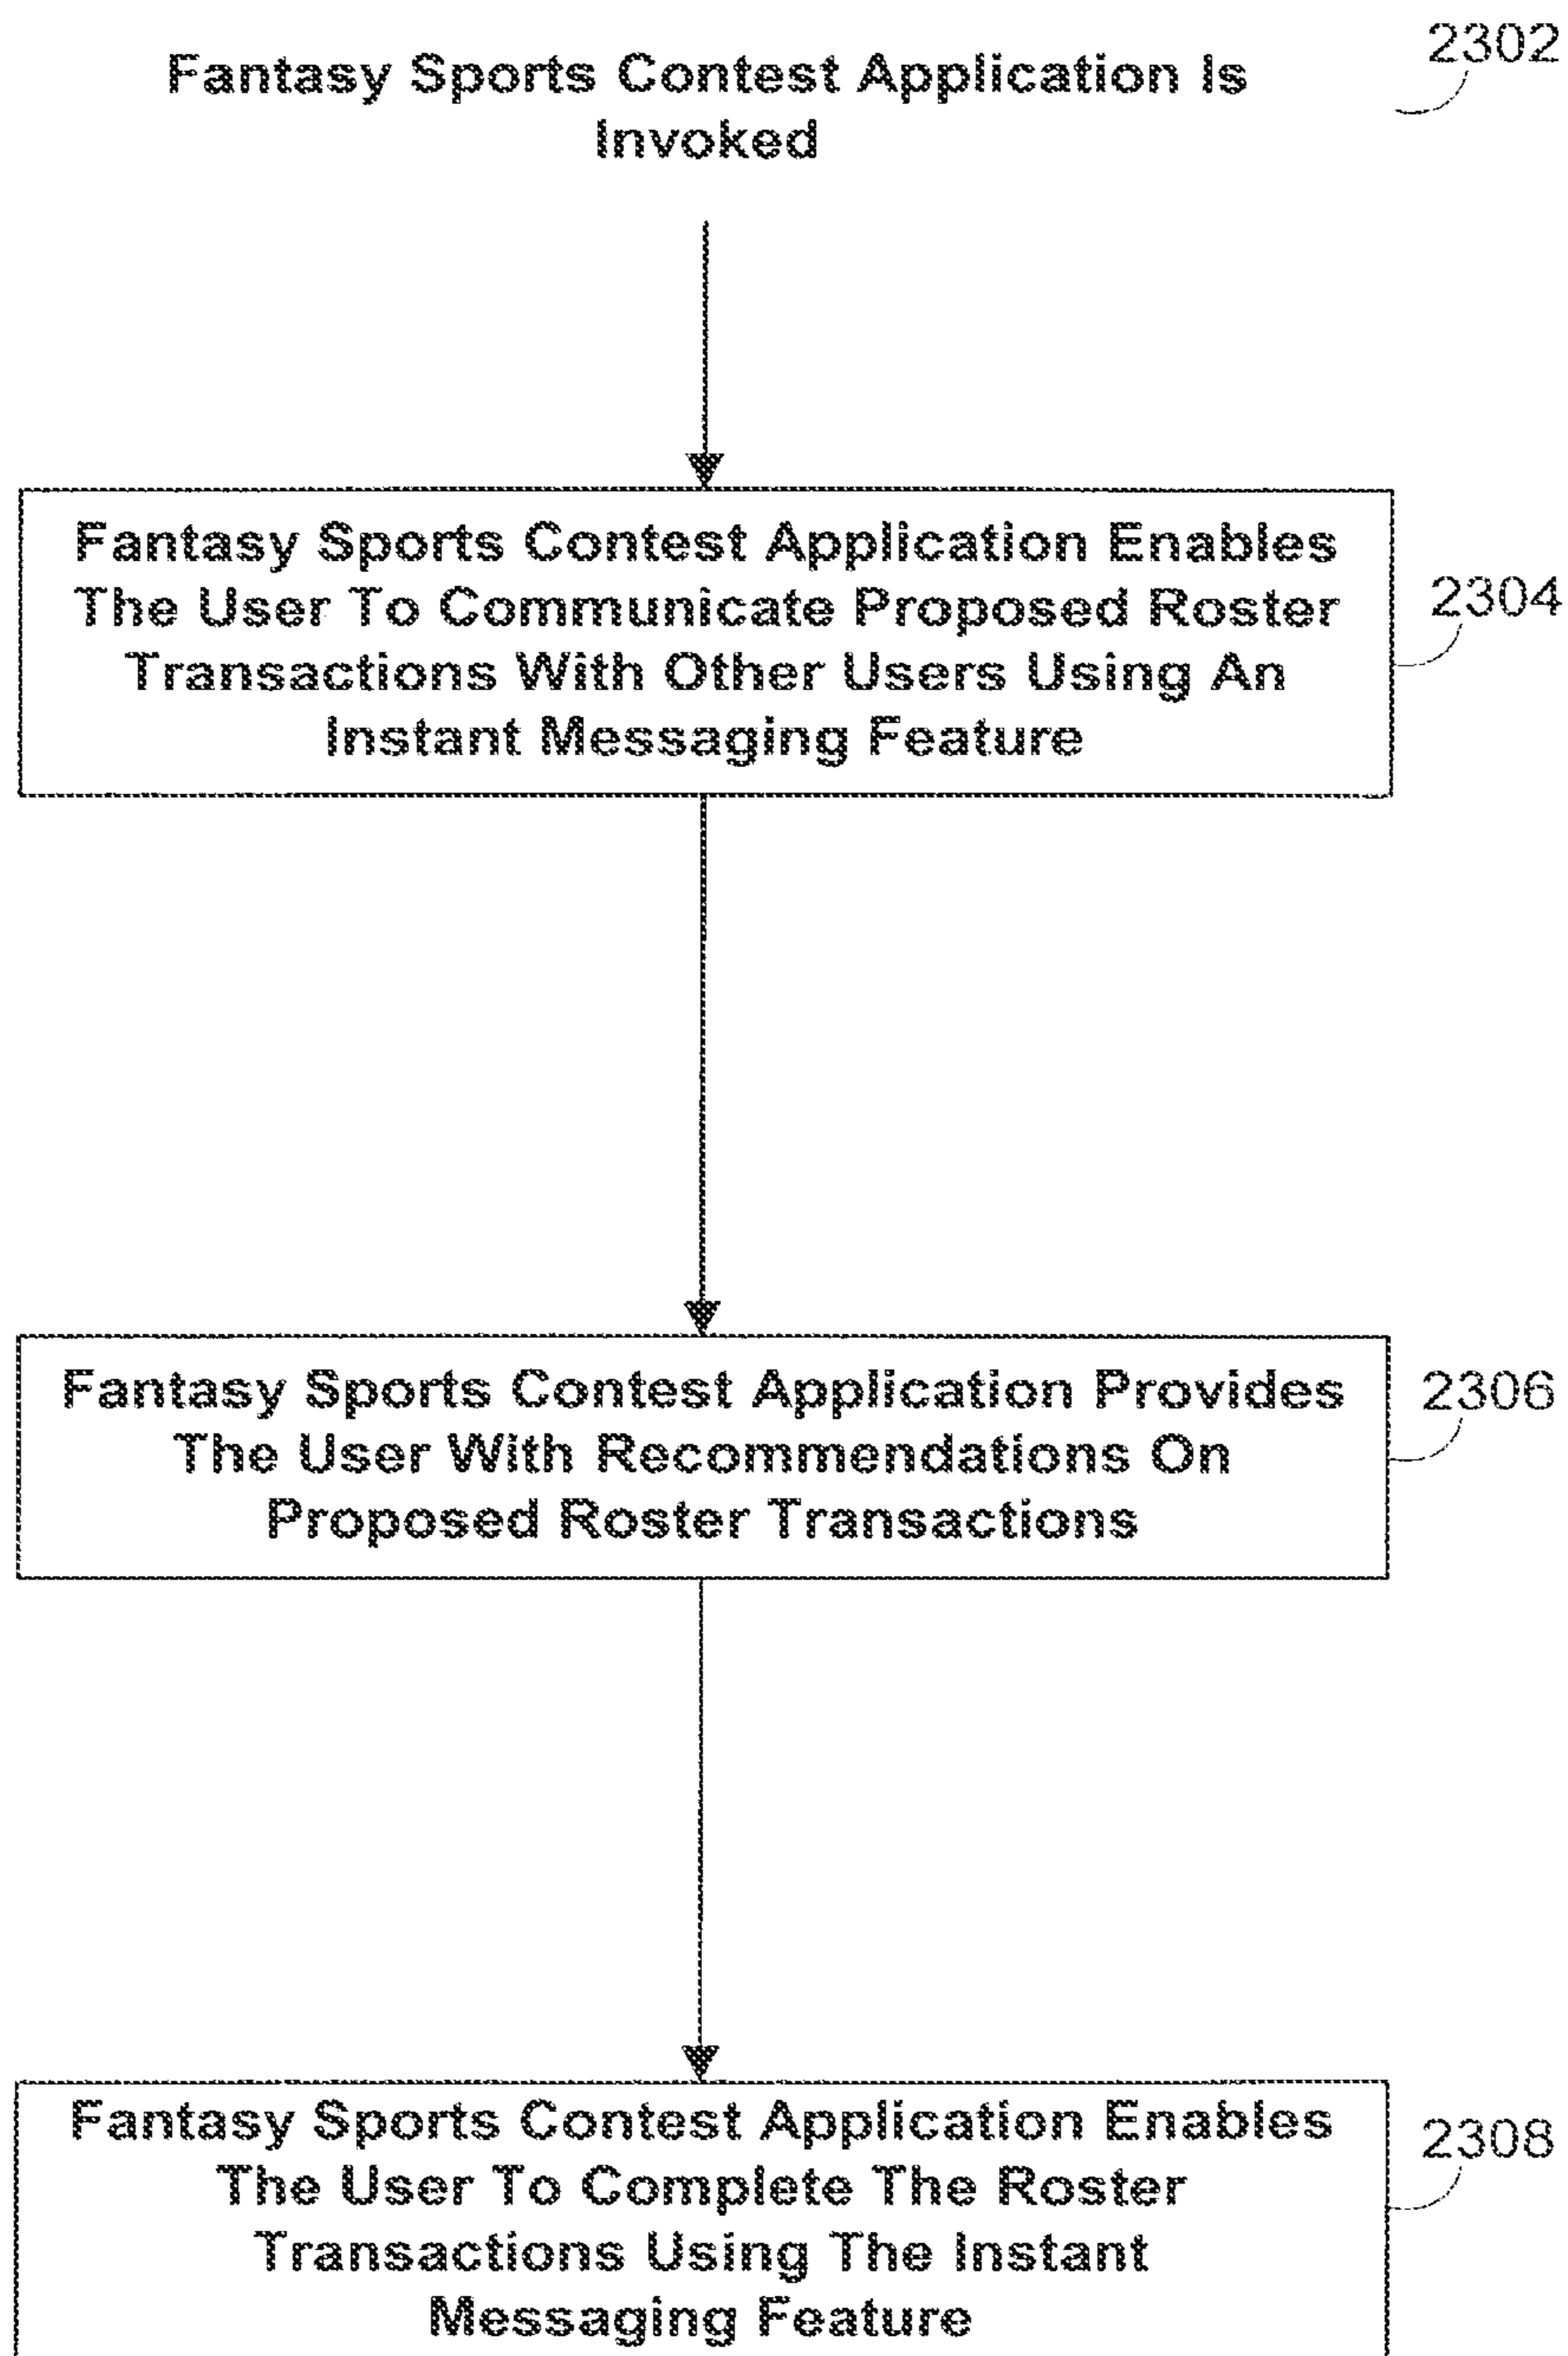 2302
Fantasy Sports Contest Application Is
Invoked
Fantasy Sports Contest Application Enables
The User To Communicate Proposed Roster
Transactions With Other Users Using An
Instant Messaging Feature
2304
Fantasy Sports Contest Application Provides
The User With Recommendations On
Proposed Roster Transactions
2306
Fantasy Sports Contest Application Enables
The User To Complete The Roster
Transactions Using The Instant
Messaging Feature
2308